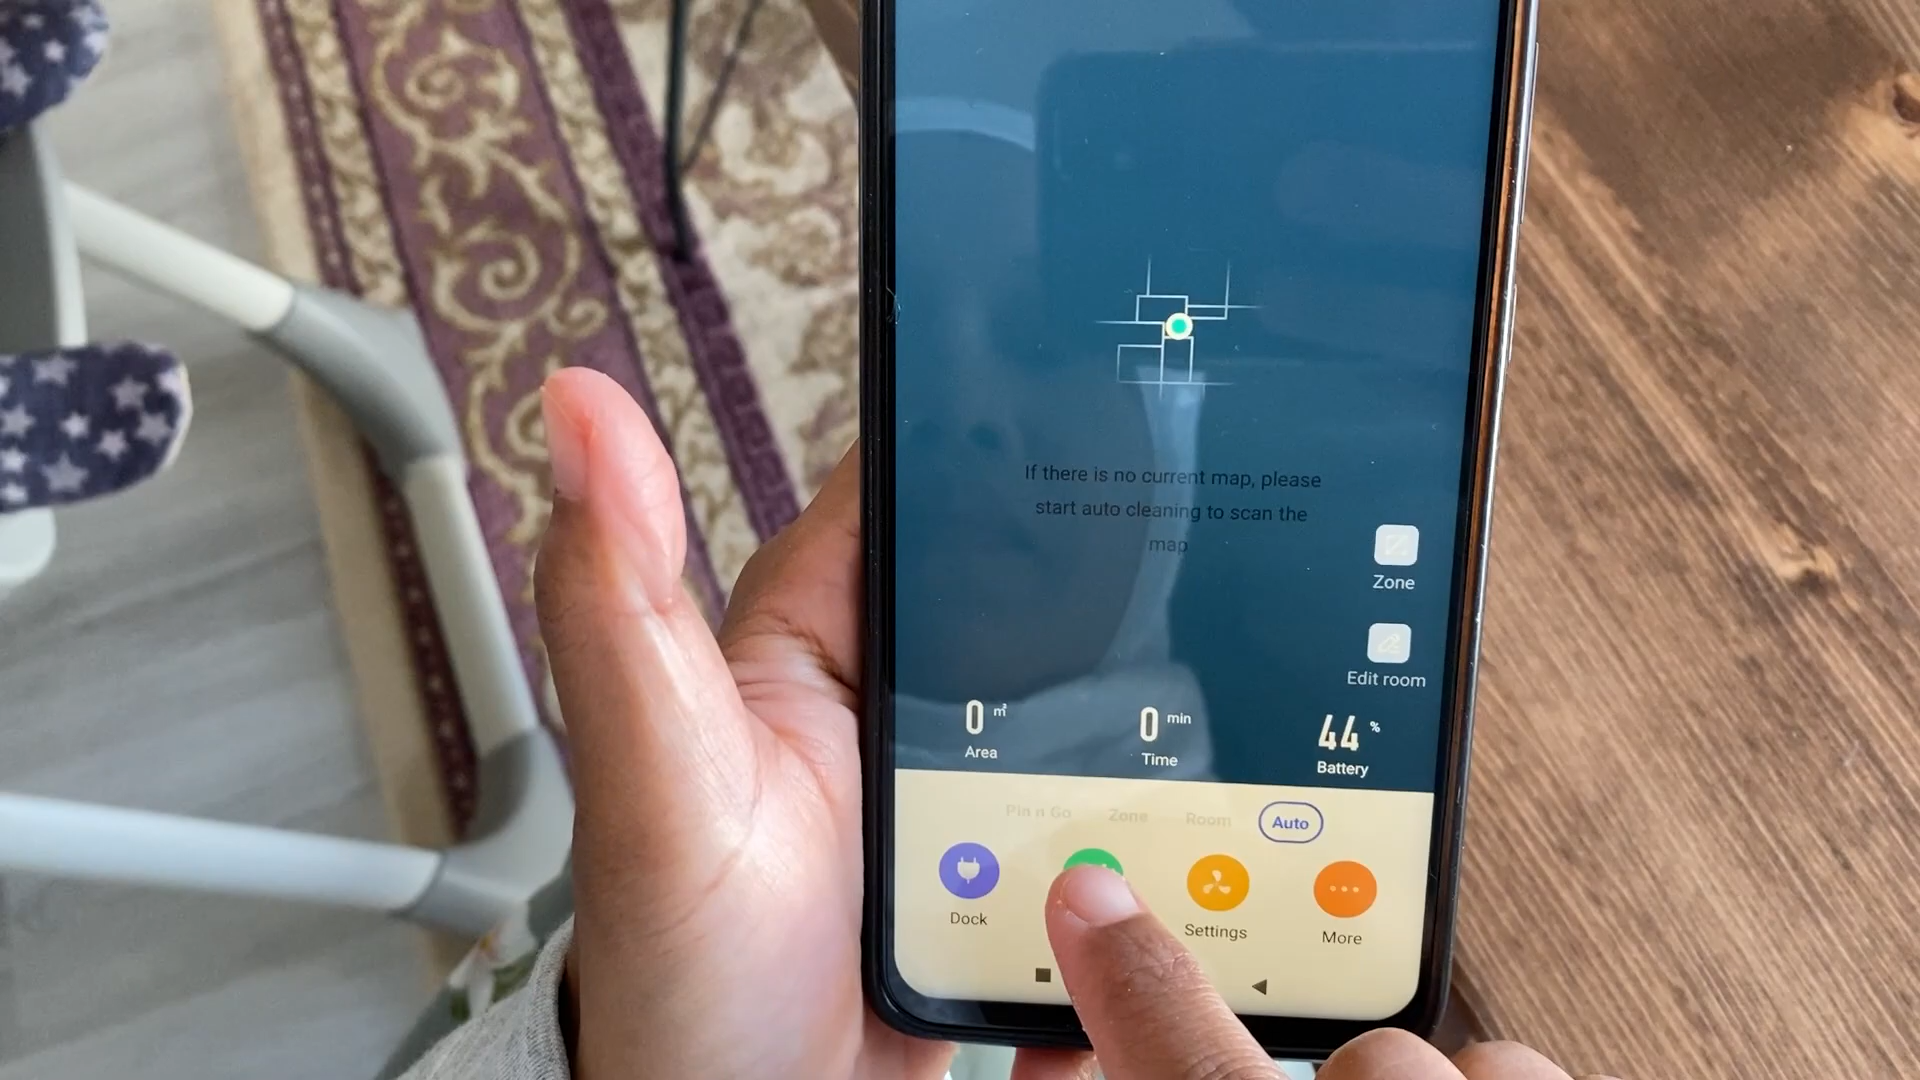 If there is no current map, please
start auto cleaning to scan the
map
Zone
Edit room
0 m² 0 min 44 %
Area Time Battery
Pin n Go Zone Room Auto
Dock Settings More